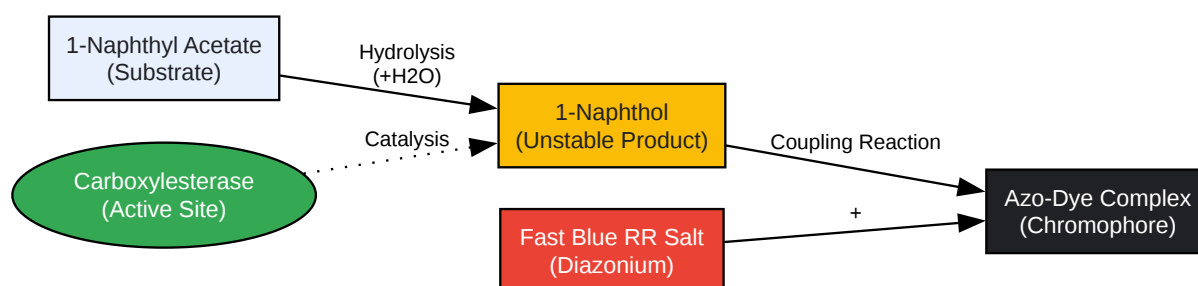 1-Naphthyl Acetate
(Substrate)
Hydrolysis
(+H2O)
Carboxylesterase
(Active Site)
Catalysis
1-Naphthol
(Unstable Product)
Coupling Reaction
Fast Blue RR Salt
(Diazonium)
+
Azo-Dye Complex
(Chromophore)